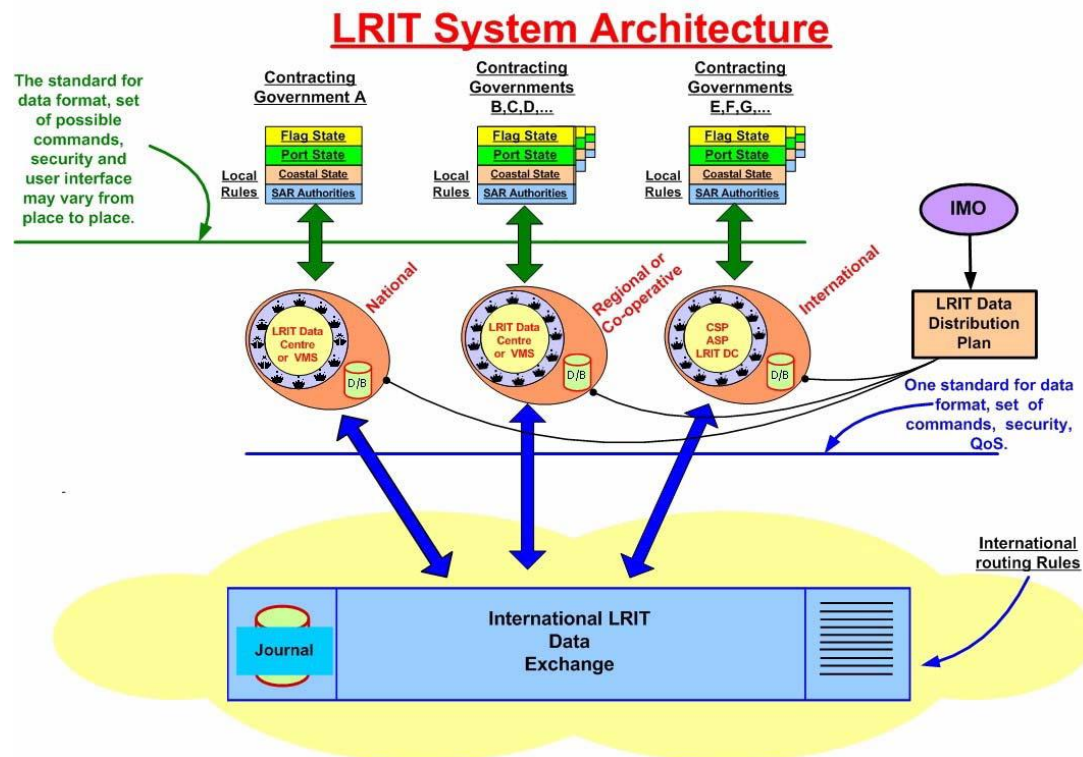 LRIT System Architecture
The standard for
data format, set
of possible
commands,
security and
user interface
may vary from
place to place.
Contracting
Government A
Flag State
Port State
Coastal State
SAR Authorities
Local
Rules
Contracting
Governments
B,C,D,...
Flag State
Port State
Coastal State
SAR Authorities
Local
Rules
Contracting
Governments
E,F,G,...
Flag State
Port State
Coastal State
SAR Authorities
Local
Rules
IMO
LRIT Data
Distribution
Plan
National
LRIT Data
Centre
or VMS
D/B
Regional or
Co-operative
LRIT Data
Centre
or VMS
D/B
International
CSP
ASP
LRIT DC
D/B
One standard for data
format, set of
commands, security,
QoS.
International
routing Rules
Journal
International LRIT
Data
Exchange